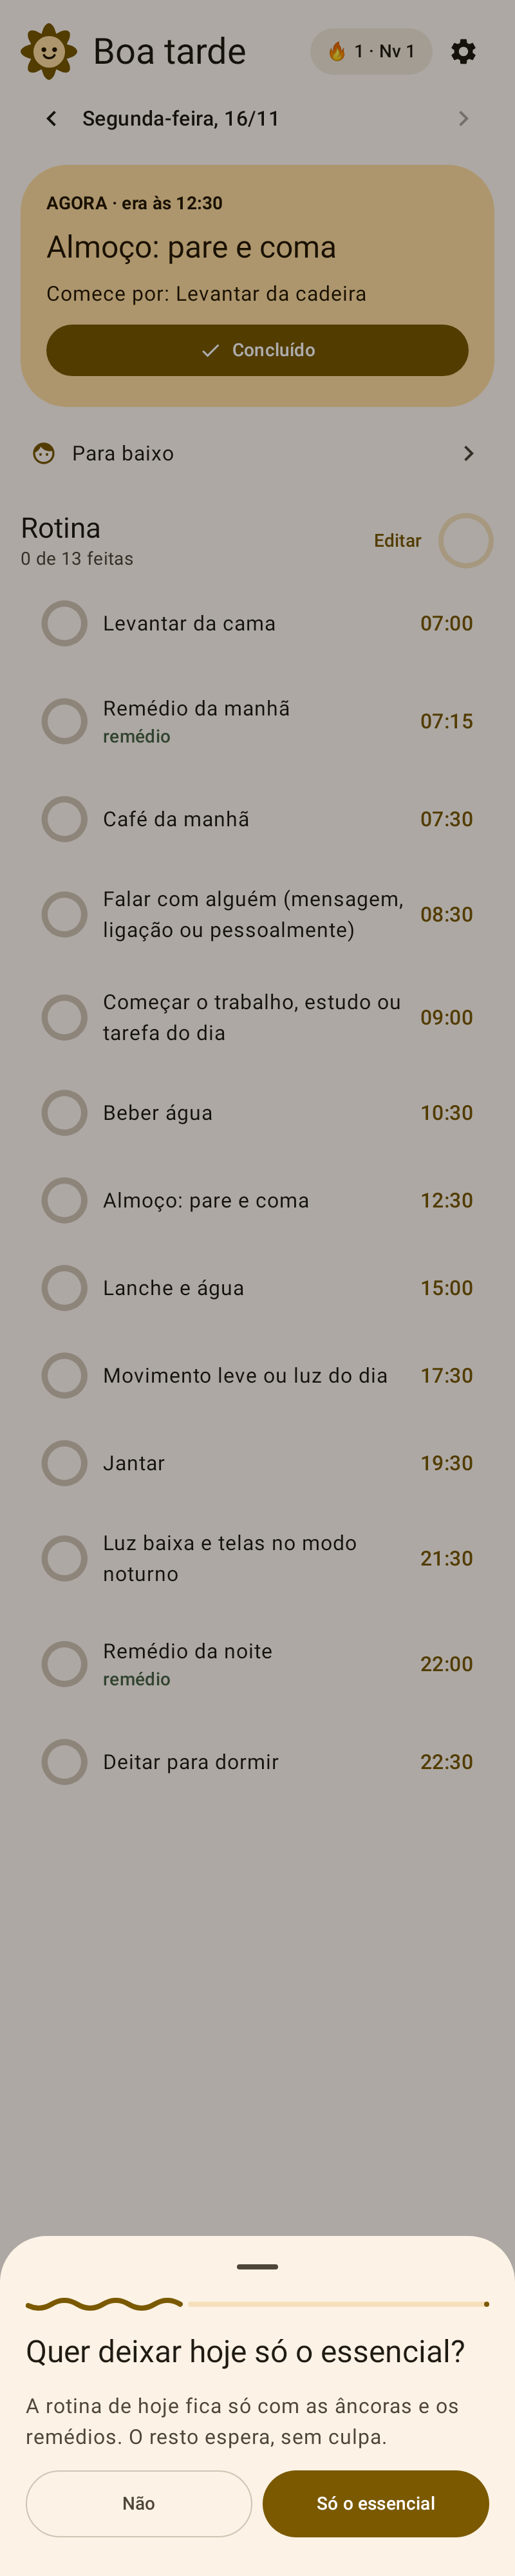 Boa tarde
1 · Nv 1
Segunda-feira, 16/11
AGORA · era às 12:30
Almoço: pare e coma
Comece por: Levantar da cadeira
Concluído
Para baixo
Rotina
0 de 13 feitas
Editar
Levantar da cama
07:00
Remédio da manhã
remédio
07:15
Café da manhã
07:30
Falar com alguém (mensagem,
ligação ou pessoalmente)
08:30
Começar o trabalho, estudo ou
tarefa do dia
09:00
Beber água
10:30
Almoço: pare e coma
12:30
Lanche e água
15:00
Movimento leve ou luz do dia
17:30
Jantar
19:30
Luz baixa e telas no modo
noturno
21:30
Remédio da noite
remédio
22:00
Deitar para dormir
22:30
Quer deixar hoje só o essencial?
A rotina de hoje fica só com as âncoras e os
remédios. O resto espera, sem culpa.
Não
Só o essencial